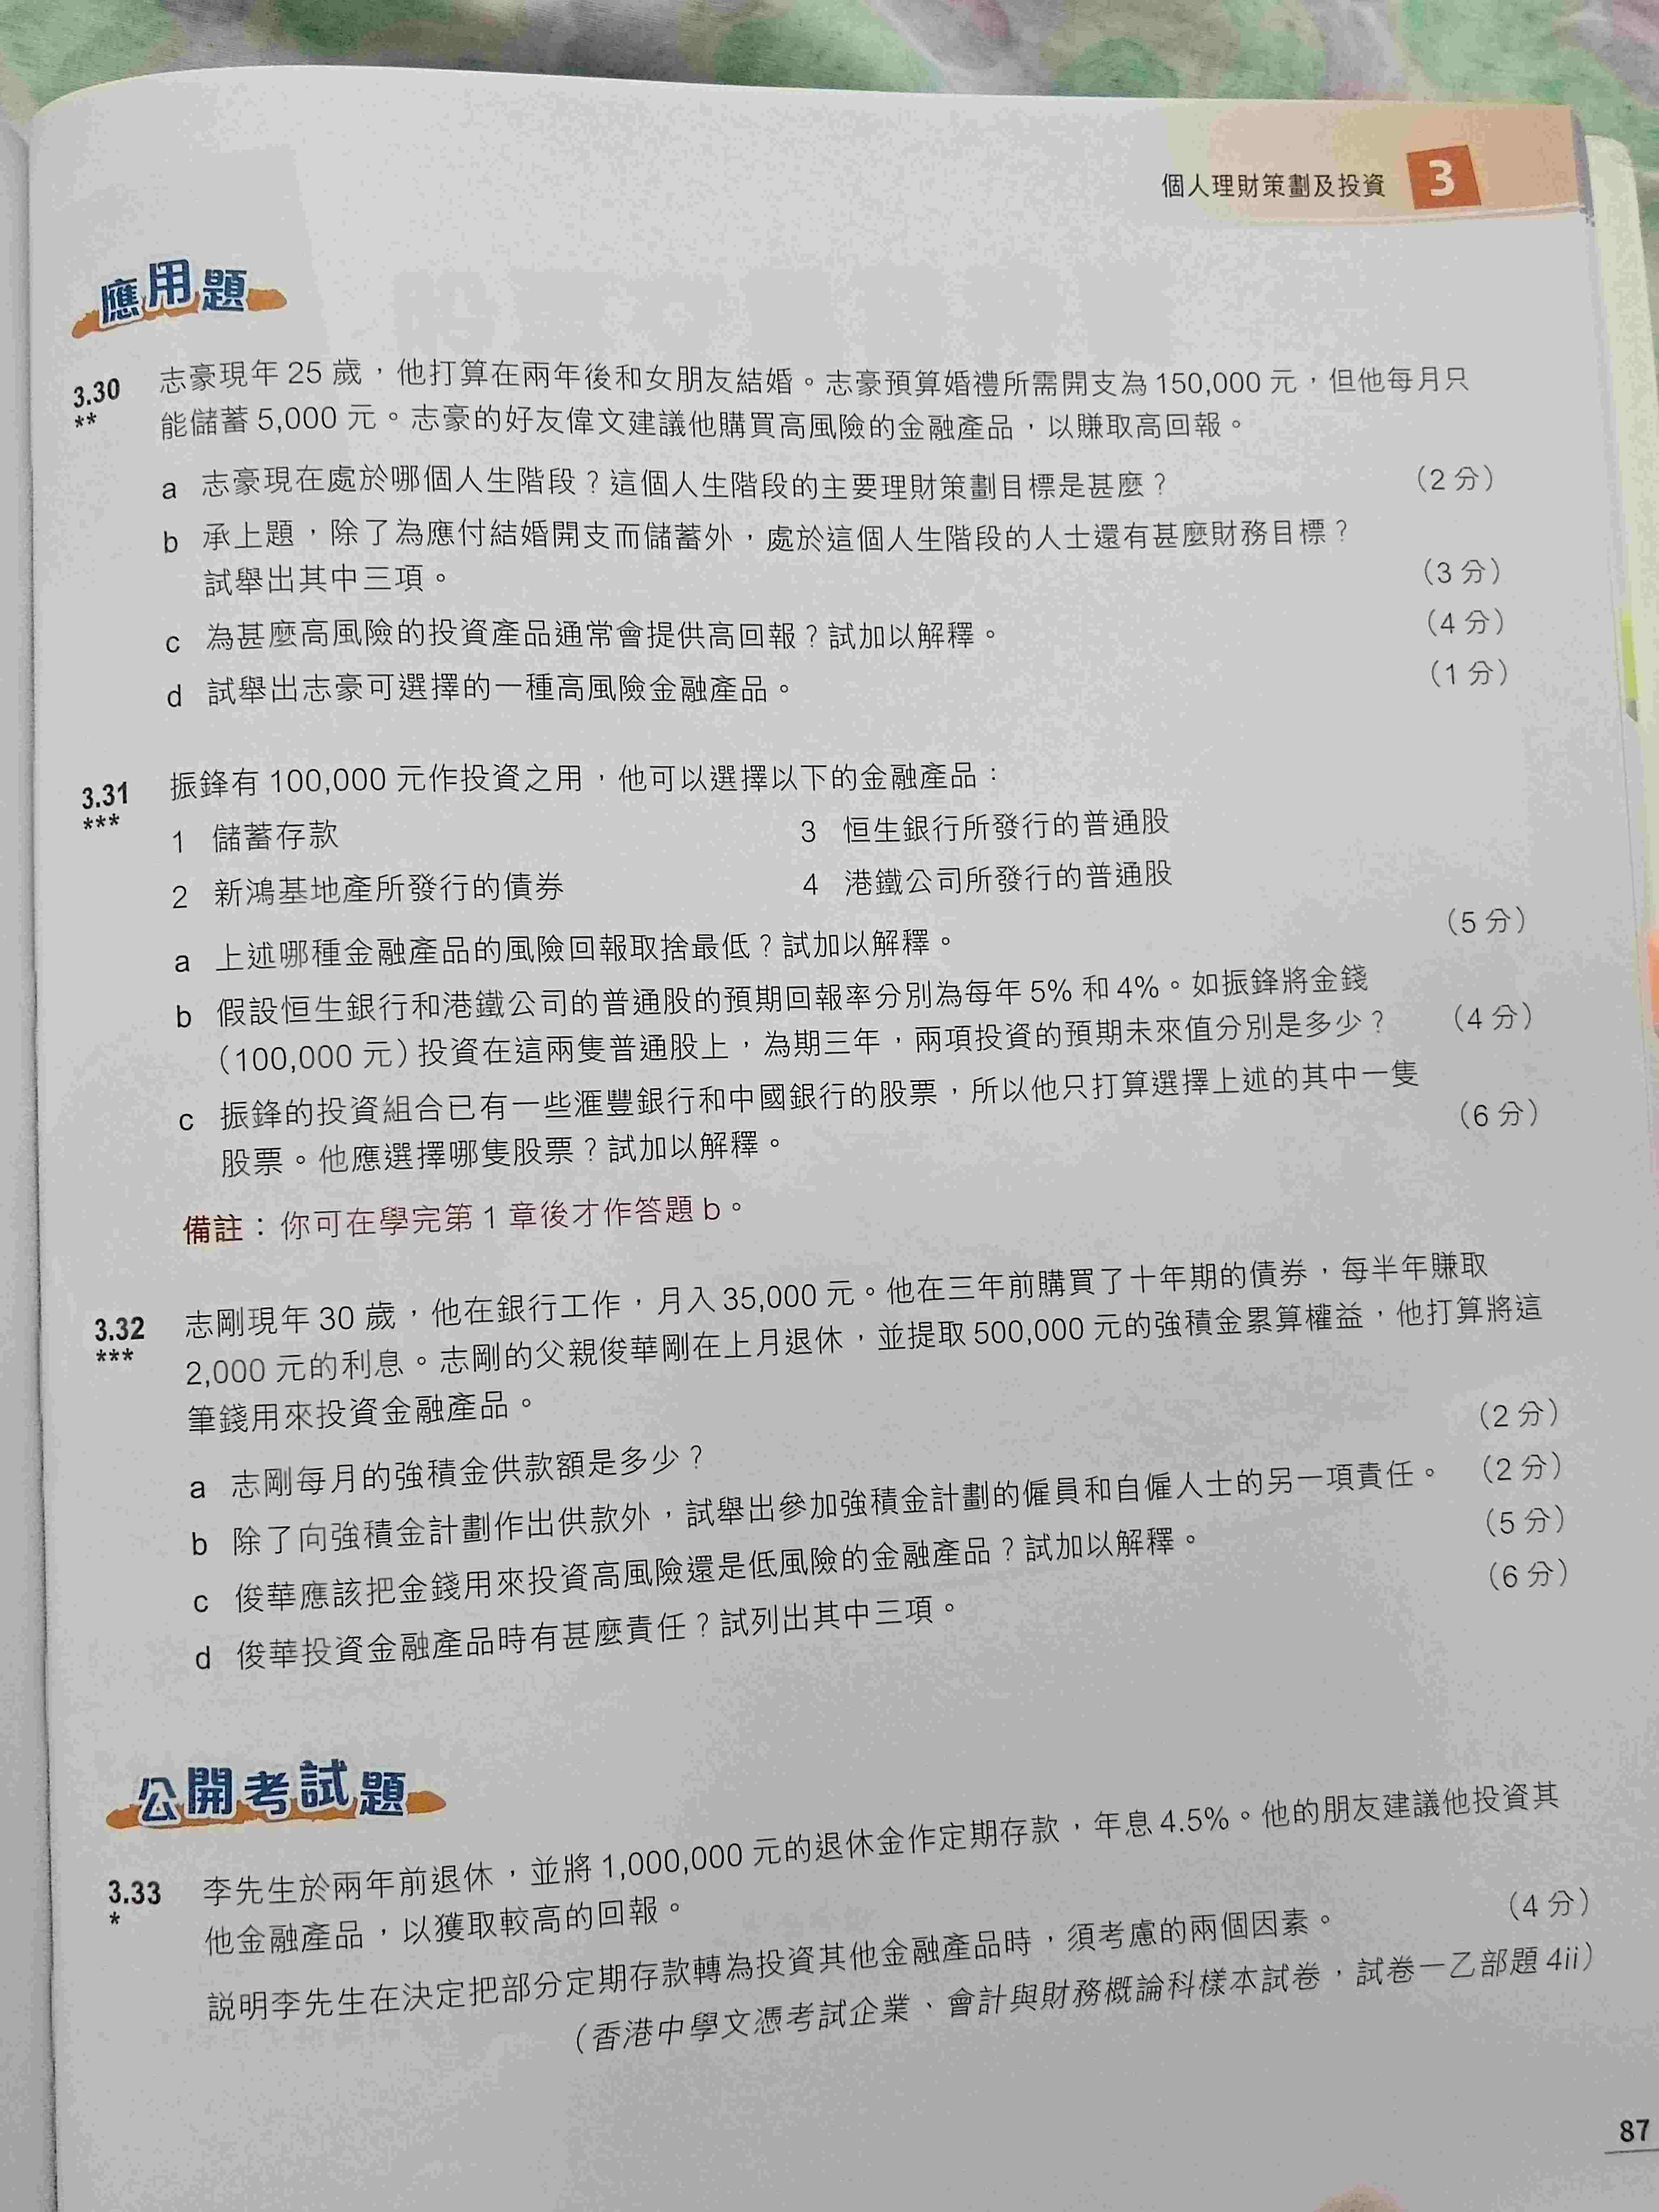 個人理財策劃及投資 3
應用題
3.30 志豪現年 25 歲，他打算在兩年後和女朋友結婚。志豪預算婚禮所需開支為 150,000 元，但他每月只
** 能儲蓄 5,000 元。志豪的好友偉文建議他購買高風險的金融產品，以賺取高回報。
a 志豪現在處於哪個人生階段？這個人生階段的主要理財策劃目標是甚麼？ （2 分）
b 承上題，除了為應付結婚開支而儲蓄外，處於這個人生階段的人士還有甚麼財務目標？
試舉出其中三項。 （3 分）
c 為甚麼高風險的投資產品通常會提供高回報？試加以解釋。 （4 分）
d 試舉出志豪可選擇的一種高風險金融產品。 （1 分）
3.31 振鋒有 100,000 元作投資之用，他可以選擇以下的金融產品：
***
1 儲蓄存款 3 恒生銀行所發行的普通股
2 新鴻基地產所發行的債券 4 港鐵公司所發行的普通股
a 上述哪種金融產品的風險回報取捨最低？試加以解釋。 （5 分）
b 假設恒生銀行和港鐵公司的普通股的預期回報率分別為每年 5% 和 4%。如振鋒將金錢
（100,000 元）投資在這兩隻普通股上，為期三年，兩項投資的預期未來值分別是多少？ （4 分）
c 振鋒的投資組合已有一些滙豐銀行和中國銀行的股票，所以他只打算選擇上述的其中一隻
股票。他應選擇哪隻股票？試加以解釋。 （6 分）
備註：你可在學完第 1 章後才作答題 b。
3.32 志剛現年 30 歲，他在銀行工作，月入 35,000 元。他在三年前購買了十年期的債券，每半年賺取
*** 2,000 元的利息。志剛的父親俊華剛在上月退休，並提取 500,000 元的強積金累算權益，他打算將這
筆錢用來投資金融產品。
a 志剛每月的強積金供款額是多少？ （2 分）
b 除了向強積金計劃作出供款外，試舉出參加強積金計劃的僱員和自僱人士的另一項責任。 （2 分）
c 俊華應該把金錢用來投資高風險還是低風險的金融產品？試加以解釋。 （5 分）
d 俊華投資金融產品時有甚麼責任？試列出其中三項。 （6 分）
公開考試題
3.33 李先生於兩年前退休，並將 1,000,000 元的退休金作定期存款，年息 4.5%。他的朋友建議他投資其
* 他金融產品，以獲取較高的回報。
説明李先生在決定把部分定期存款轉為投資其他金融產品時，須考慮的兩個因素。 （4 分）
（香港中學文憑考試企業、會計與財務概論科樣本試卷，試卷一乙部題 4ii）
87